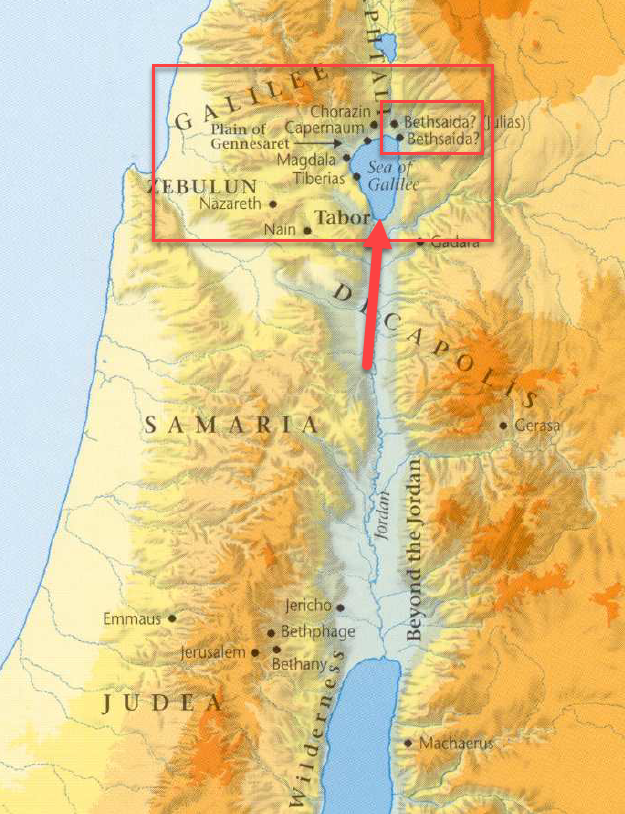 PHTALI
GALILEE
Chorazin
Bethsaida? (Julias)
Capernaum
Bethsaida?
Plain of
Gennesaret
Magdala
Sea of
Galilee
Tiberias
ZEBULUN
Nazareth
Tabor
Nain
Gadara
DECAPOLIS
SAMARIA
Gerasa
Jordan
Beyond the Jordan
Jericho
Emmaus
Bethphage
Jerusalem
Bethany
JUDEA
Wilderness
Machaerus